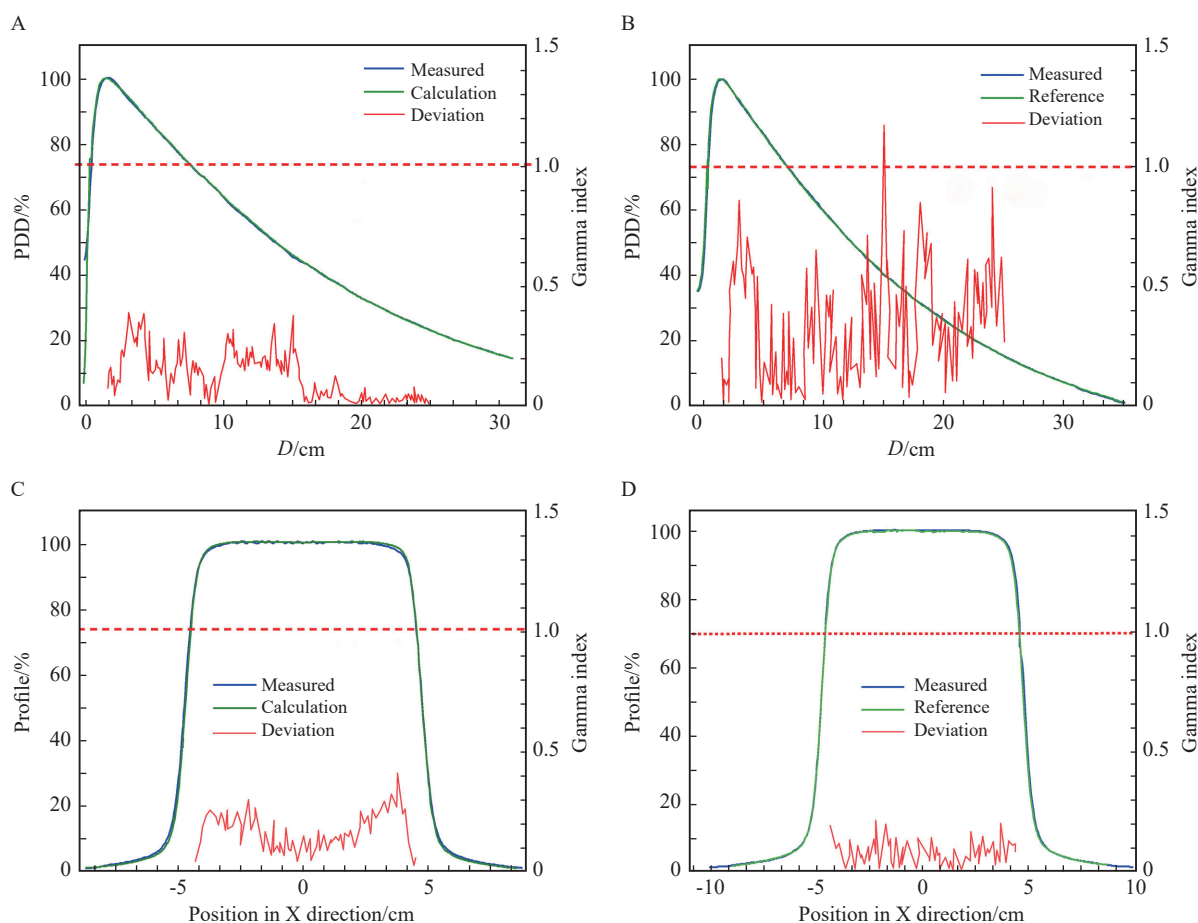 A
1.5
100
Measured
Calculation
Deviation
80
1.0
PDD/%
60
Gamma index
40
0.5
20
0
0
0
10
20
30
D/cm
B
1.5
100
Measured
Reference
Deviation
80
1.0
PDD/%
60
Gamma index
40
0.5
20
0
0
0
10
20
30
D/cm
C
1.5
100
80
1.0
Profile/%
60
Measured
Calculation
Deviation
Gamma index
40
0.5
20
0
0
-5
0
5
Position in X direction/cm
D
1.5
100
80
1.0
Profile/%
60
Measured
Reference
Deviation
Gamma index
40
0.5
20
0
0
-10
-5
0
5
10
Position in X direction/cm